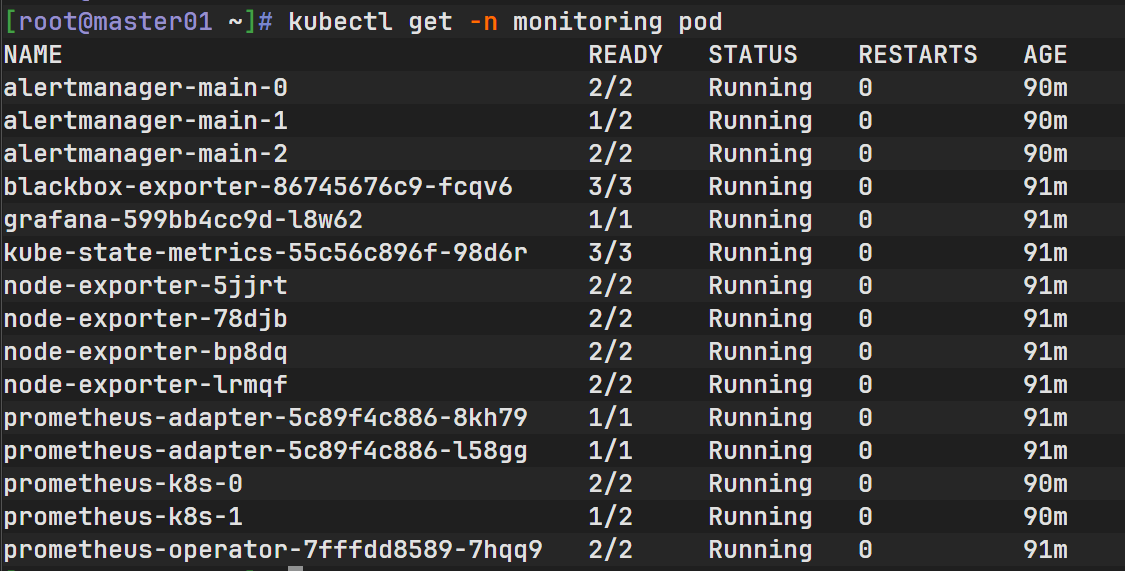 [root@master01 ~]# kubectl get -n monitoring pod
NAME READY STATUS RESTARTS AGE
alertmanager-main-0 2/2 Running 0 90m
alertmanager-main-1 1/2 Running 0 90m
alertmanager-main-2 2/2 Running 0 90m
blackbox-exporter-86745676c9-fcqv6 3/3 Running 0 91m
grafana-599bb4cc9d-l8w62 1/1 Running 0 91m
kube-state-metrics-55c56c896f-98d6r 3/3 Running 0 91m
node-exporter-5jjrt 2/2 Running 0 91m
node-exporter-78djb 2/2 Running 0 91m
node-exporter-bp8dq 2/2 Running 0 91m
node-exporter-lrmqf 2/2 Running 0 91m
prometheus-adapter-5c89f4c886-8kh79 1/1 Running 0 91m
prometheus-adapter-5c89f4c886-l58gg 1/1 Running 0 91m
prometheus-k8s-0 2/2 Running 0 90m
prometheus-k8s-1 1/2 Running 0 90m
prometheus-operator-7fffdd8589-7hqq9 2/2 Running 0 91m